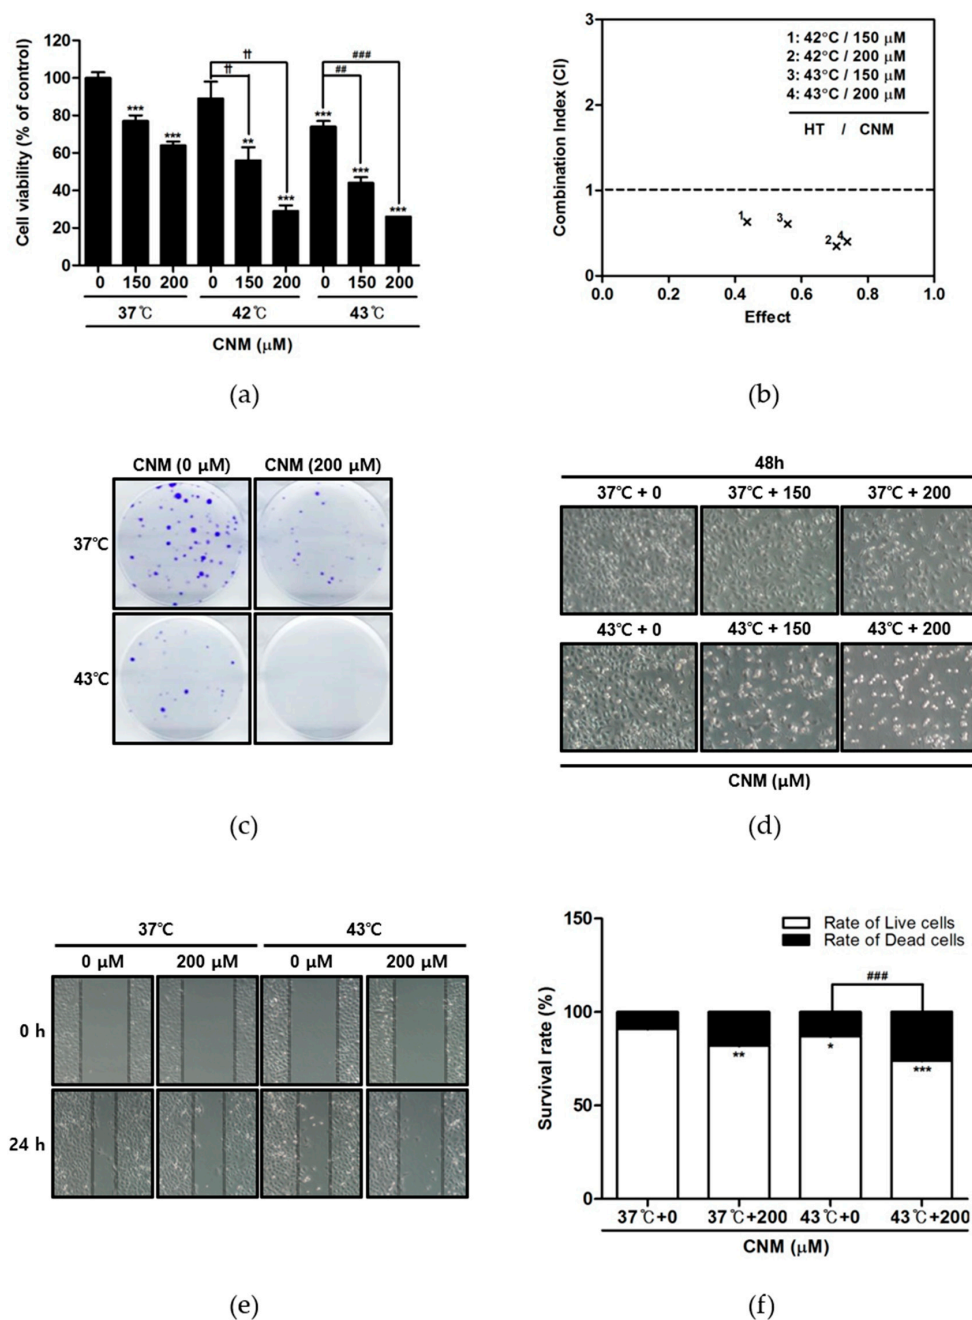 120
100
80
60
40
20
0
Cell viability (% of control)
***
***
**
***
***
***
***
††
††
###
##
0 150 200 0 150 200 0 150 200
37℃ 42℃ 43℃
CNM (μM)
(a)
3
2
1
0
Combination Index (CI)
1: 42°C / 150 μM
2: 42°C / 200 μM
3: 43°C / 150 μM
4: 43°C / 200 μM
HT / CNM
1
3
2
4
0.0 0.2 0.4 0.6 0.8 1.0
Effect
(b)
CNM (0 μM) CNM (200 μM)
37℃
43℃
(c)
48h
37℃ + 0 37℃ + 150 37℃ + 200
43℃ + 0 43℃ + 150 43℃ + 200
CNM (μM)
(d)
37℃ 43℃
0 μM 200 μM 0 μM 200 μM
0 h
24 h
(e)
150
100
50
0
Survival rate (%)
Rate of Live cells
Rate of Dead cells
###
**
*
***
37℃+0 37℃+200 43℃+0 43℃+200
CNM (μM)
(f)